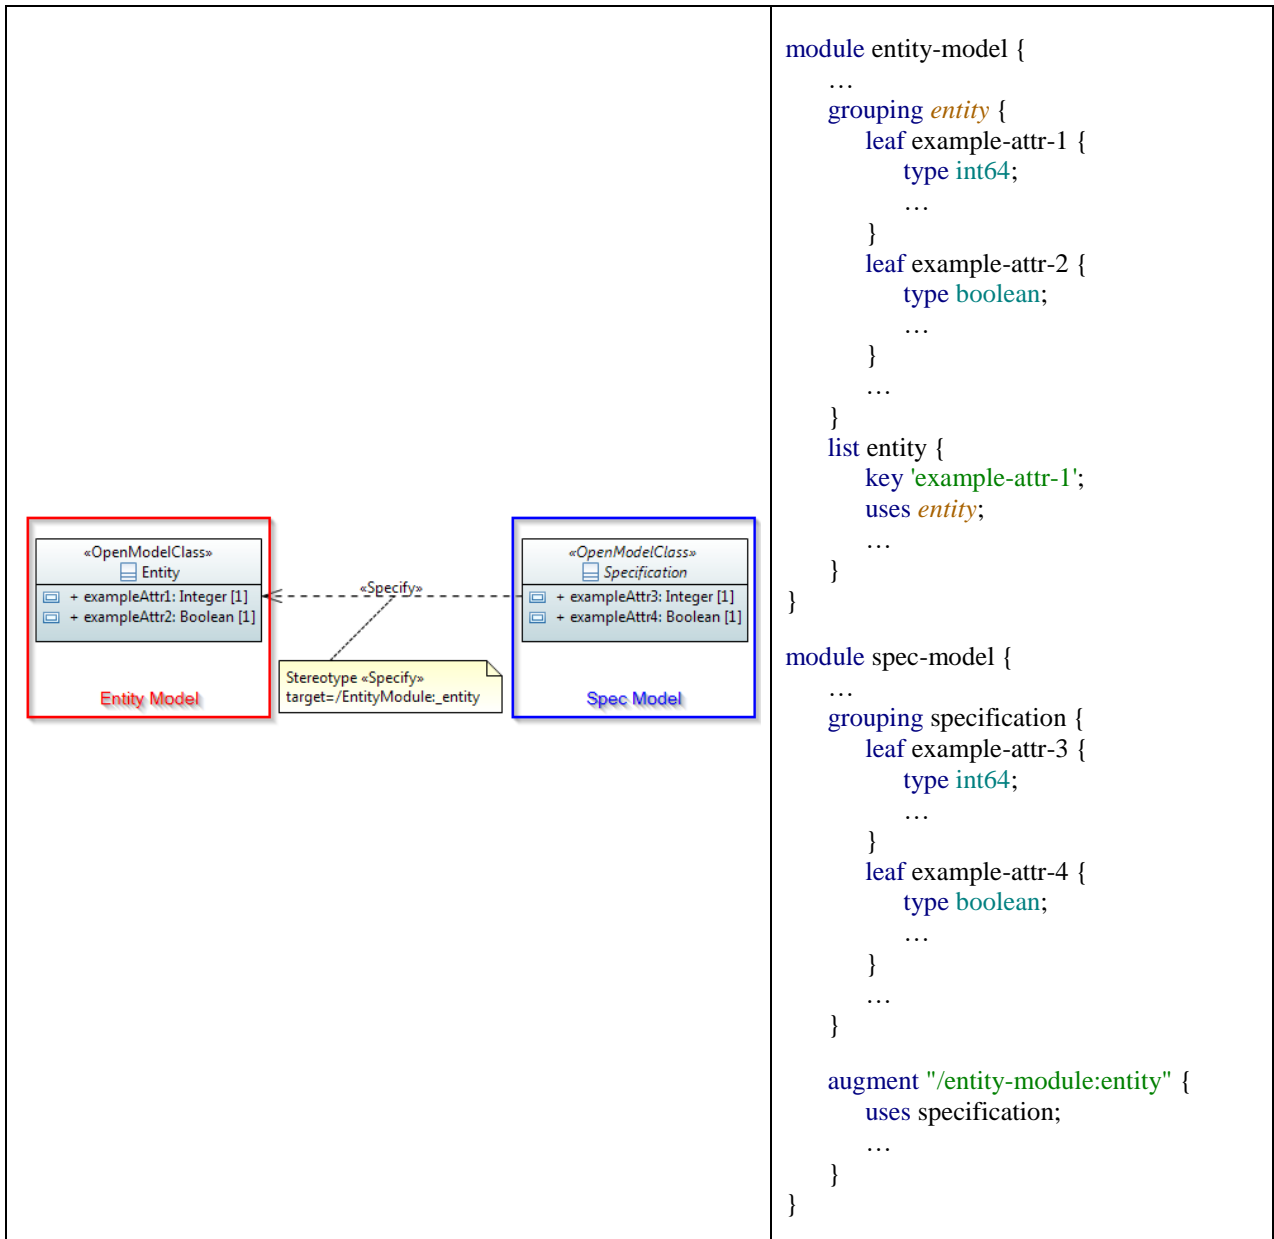 «OpenModelClass»
Entity
+ exampleAttr1: Integer [1]
+ exampleAttr2: Boolean [1]
Entity Model
«Specify»
Stereotype «Specify»
target=/EntityModule:_entity
«OpenModelClass»
Specification
+ exampleAttr3: Integer [1]
+ exampleAttr4: Boolean [1]
Spec Model
module entity-model {
…
grouping entity {
leaf example-attr-1 {
type int64;
…
}
leaf example-attr-2 {
type boolean;
…
}
…
}
list entity {
key 'example-attr-1';
uses entity;
…
}
}
module spec-model {
…
grouping specification {
leaf example-attr-3 {
type int64;
…
}
leaf example-attr-4 {
type boolean;
…
}
…
}
augment "/entity-module:entity" {
uses specification;
…
}
}